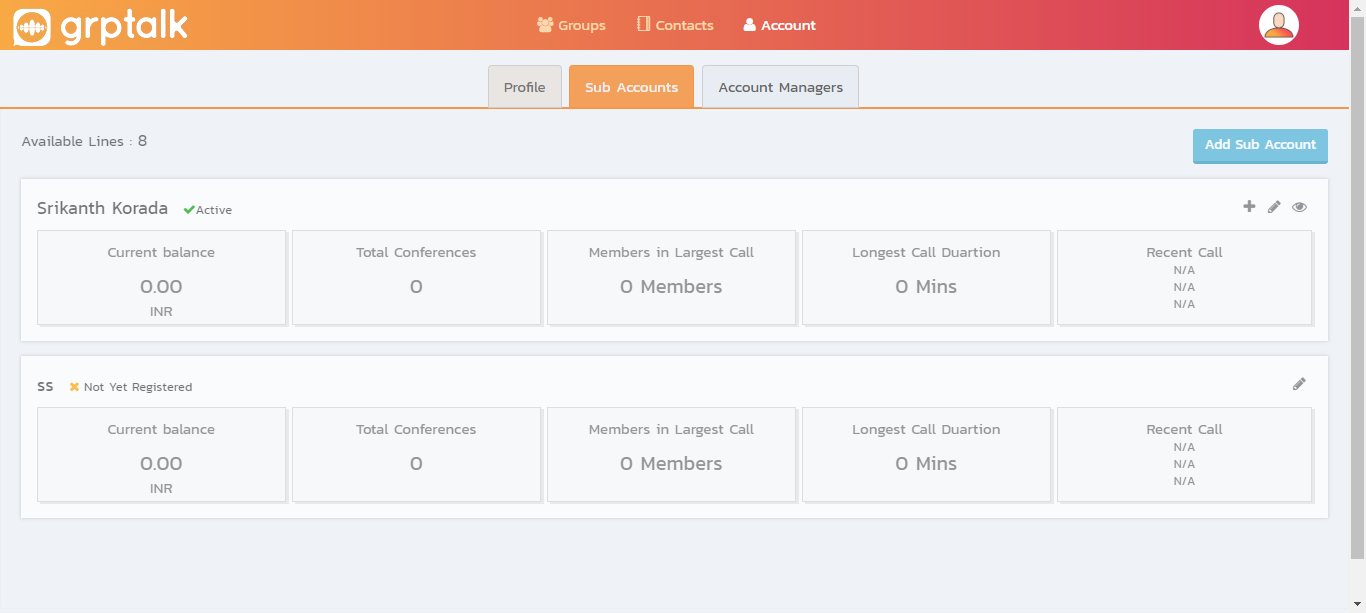 grptalk
Groups Contacts Account
Profile Sub Accounts Account Managers
Available Lines : 8
Add Sub Account
Srikanth Korada Active
Current balance Total Conferences Members in Largest Call Longest Call Duartion Recent Call
0.00 0 0 Members 0 Mins N/A
INR N/A
N/A
ss Not Yet Registered
Current balance Total Conferences Members in Largest Call Longest Call Duartion Recent Call
0.00 0 0 Members 0 Mins N/A
INR N/A
N/A